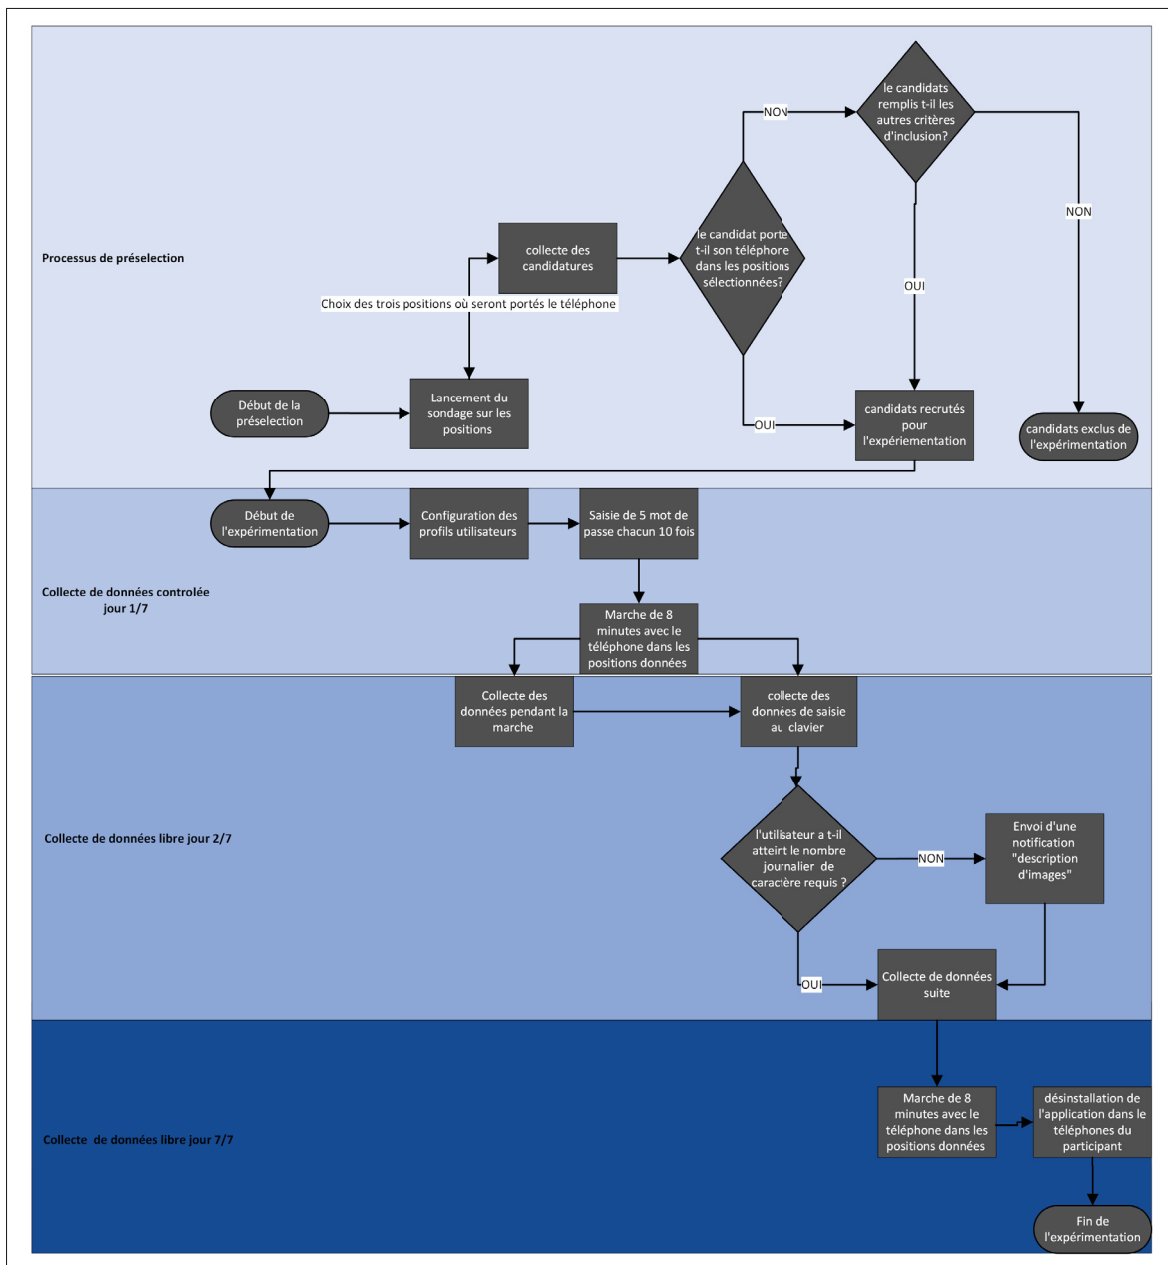 le candidats
remplis t-il les
autres critères
d'inclusion?
NON
NON
le candidat porte
t-il son téléphone
dans les positions
sélectionnées?
collecte des
candidatures
Processus de préselection
OUI
Choix des trois positions où seront portés le téléphone
Lancement du
sondage sur les
positions
Début de la
préselection
OUI
candidats recrutés
pour
l'expériementation
candidats exclus de
l'expérimentation
Début de
l'expérimentation
Configuration des
profils utilisateurs
Saisie de 5 mot de
passe chacun 10 fois
Collecte de données controlée
jour 1/7
Marche de 8
minutes avec le
téléphone dans les
positions données
Collecte des
données pendant la
marche
collecte des
données de saisie
au clavier
Collecte de données libre jour 2/7
l'utilisateur a t-il
atteint le nombre
journalier de
caractère requis ?
NON
Envoi d'une
notification
"description
d'images"
OUI
Collecte de données
suite
Collecte de données libre jour 7/7
Marche de 8
minutes avec le
téléphone dans les
positions données
désinstallation de
l'application dans le
téléphones du
participant
Fin de
l'expérimentation